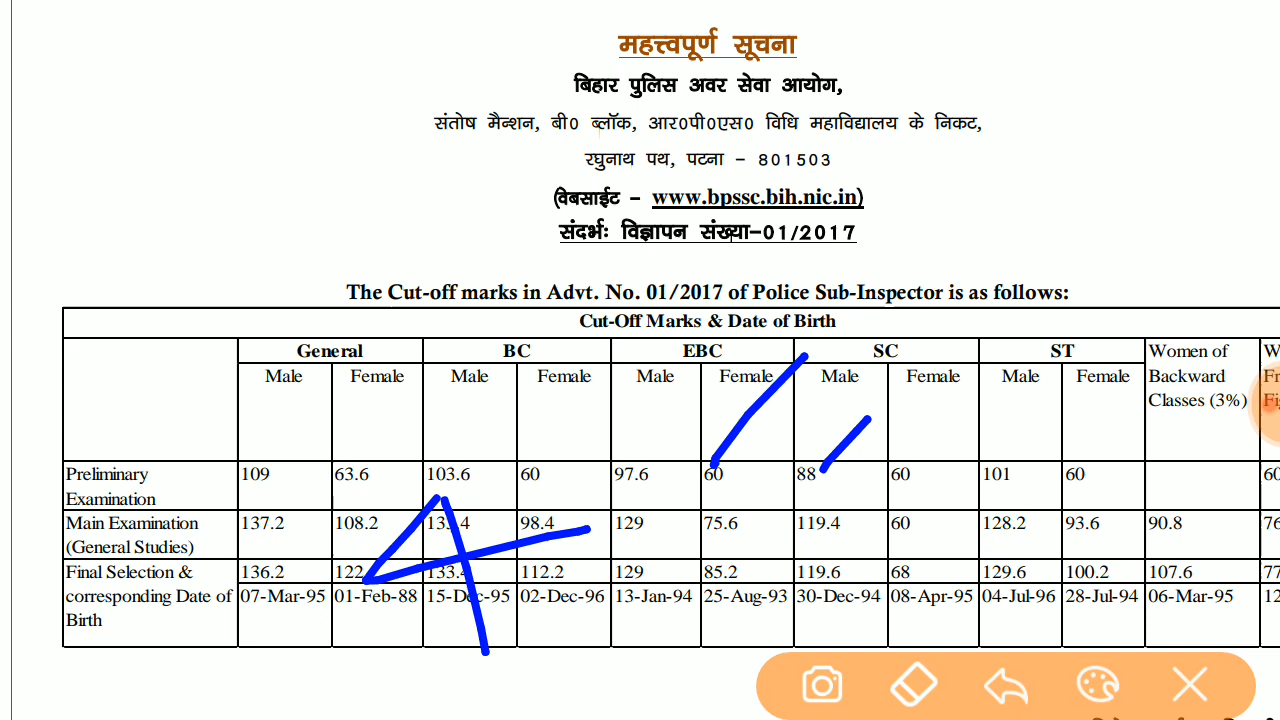 महत्त्वपूर्ण सूचना
बिहार पुलिस अवर सेवा आयोग,
संतोष मैन्शन, बी0 ब्लॉक, आर0पी0एस0 विधि महाविद्यालय के निकट,
रघुनाथ पथ, पटना – 801503
(वेबसाईट – www.bpssc.bih.nic.in)
संदर्भः विज्ञापन संख्या–01/2017
The Cut-off marks in Advt. No. 01/2017 of Police Sub-Inspector is as follows:
Cut-Off Marks & Date of Birth
General BC EBC SC ST Women of Backward Classes (3%)
Male Female Male Female Male Female Male Female Male Female
Preliminary Examination 109 63.6 103.6 60 97.6 60 88 60 101 60 60
Main Examination (General Studies) 137.2 108.2 98.4 129 75.6 119.4 60 128.2 93.6 90.8 76
Final Selection & corresponding Date of Birth 136.2 133.4 112.2 129 85.2 119.6 68 129.6 100.2 107.6 77
07-Mar-95 01-Feb-88 15-Dec-95 02-Dec-96 13-Jan-94 25-Aug-93 30-Dec-94 08-Apr-95 04-Jul-96 28-Jul-94 06-Mar-95 12